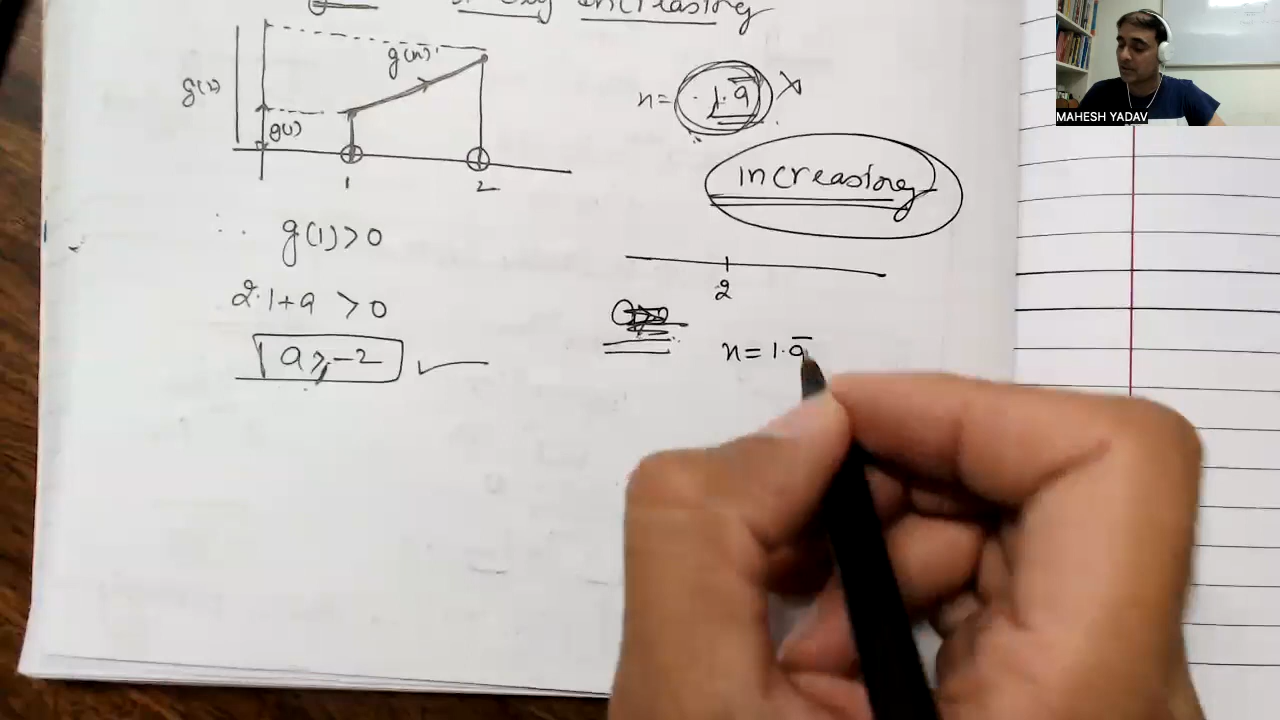 increasing
g(x)
g(1)
g(x)
1
2
∴ g(1) > 0
2·1 + a > 0
a ≥ -2 ✓
x = 1.9̅ ×
increasing
2
x = 1.9̅
MAHESH YADAV